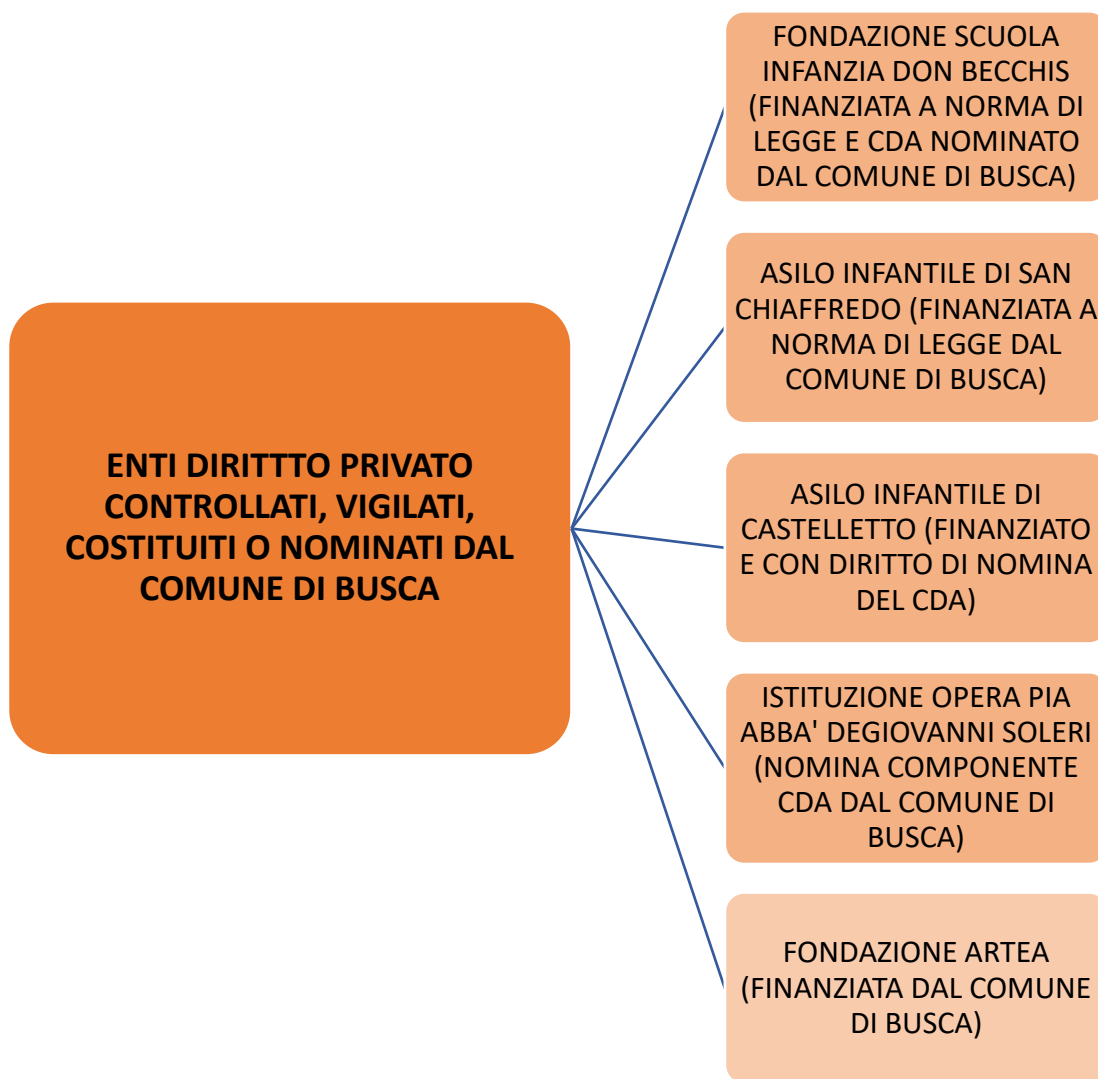 ENTI DIRITTTO PRIVATO
CONTROLLATI, VIGILATI,
COSTITUITI O NOMINATI DAL
COMUNE DI BUSCA
FONDAZIONE SCUOLA
INFANZIA DON BECCHIS
(FINANZIATA A NORMA DI
LEGGE E CDA NOMINATO
DAL COMUNE DI BUSCA)
ASILO INFANTILE DI SAN
CHIAFFREDO (FINANZIATA A
NORMA DI LEGGE DAL
COMUNE DI BUSCA)
ASILO INFANTILE DI
CASTELLETTO (FINANZIATO
E CON DIRITTO DI NOMINA
DEL CDA)
ISTITUZIONE OPERA PIA
ABBA' DEGIOVANNI SOLERI
(NOMINA COMPONENTE
CDA DAL COMUNE DI
BUSCA)
FONDAZIONE ARTEA
(FINANZIATA DAL COMUNE
DI BUSCA)